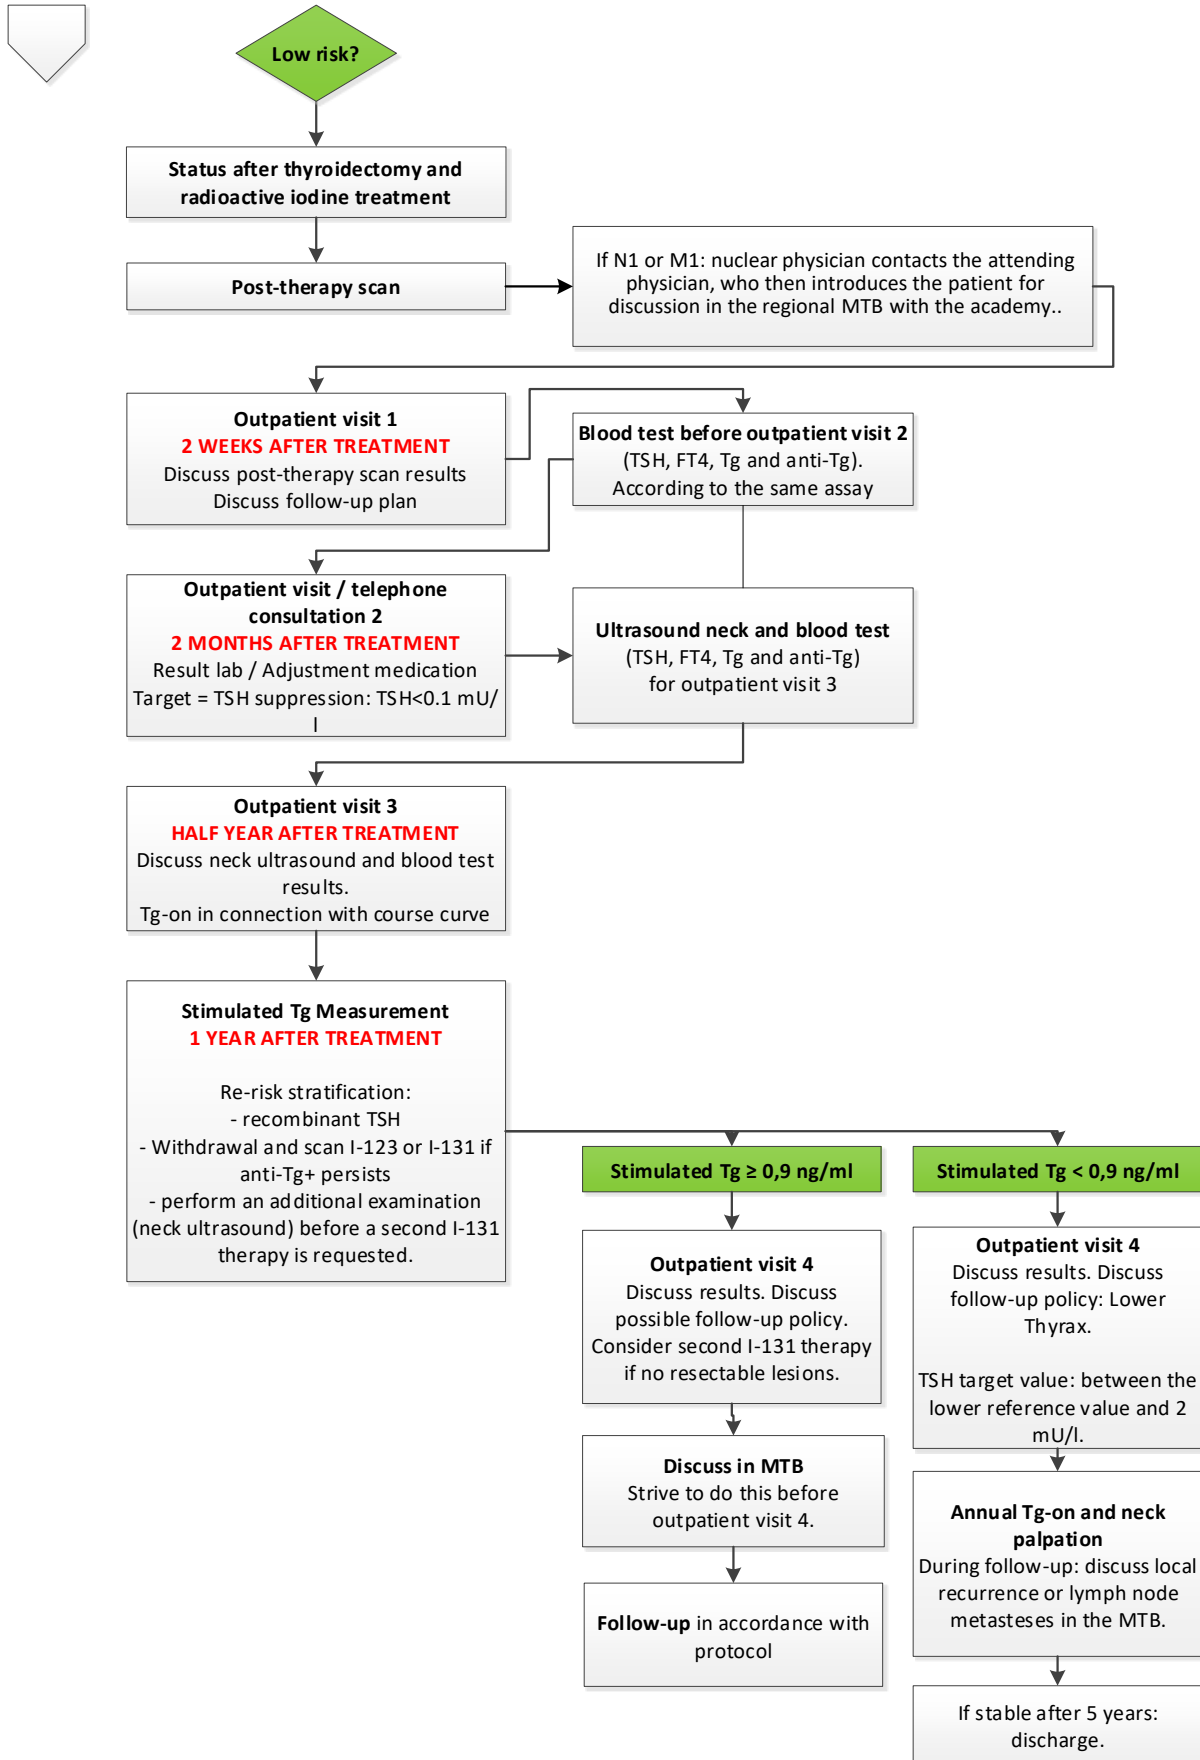 Low risk?
Status after thyroidectomy and
radioactive iodine treatment
Post-therapy scan
If N1 or M1: nuclear physician contacts the attending
physician, who then introduces the patient for
discussion in the regional MTB with the academy..
Outpatient visit 1
2 WEEKS AFTER TREATMENT
Discuss post-therapy scan results
Discuss follow-up plan
Blood test before outpatient visit 2
(TSH, FT4, Tg and anti-Tg).
According to the same assay
Outpatient visit / telephone
consultation 2
2 MONTHS AFTER TREATMENT
Result lab / Adjustment medication
Target = TSH suppression: TSH<0.1 mU/
l
Ultrasound neck and blood test
(TSH, FT4, Tg and anti-Tg)
for outpatient visit 3
Outpatient visit 3
HALF YEAR AFTER TREATMENT
Discuss neck ultrasound and blood test
results.
Tg-on in connection with course curve
Stimulated Tg Measurement
1 YEAR AFTER TREATMENT
Re-risk stratification:
- recombinant TSH
- Withdrawal and scan I-123 or I-131 if
anti-Tg+ persists
- perform an additional examination
(neck ultrasound) before a second I-131
therapy is requested.
Stimulated Tg ≥ 0,9 ng/ml
Outpatient visit 4
Discuss results. Discuss
possible follow-up policy.
Consider second I-131 therapy
if no resectable lesions.
Discuss in MTB
Strive to do this before
outpatient visit 4.
Follow-up in accordance with
protocol
Stimulated Tg < 0,9 ng/ml
Outpatient visit 4
Discuss results. Discuss
follow-up policy: Lower
Thyrax.
TSH target value: between the
lower reference value and 2
mU/l.
Annual Tg-on and neck
palpation
During follow-up: discuss local
recurrence or lymph node
metasteses in the MTB.
If stable after 5 years:
discharge.